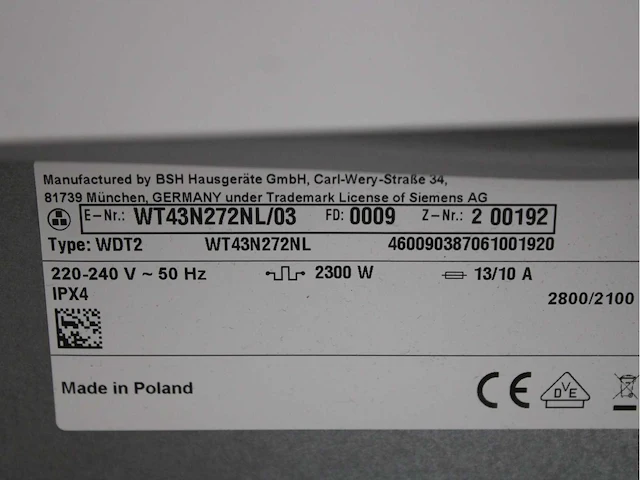 Manufactured by BSH Hausgeräte GmbH, Carl-Wery-Straße 34,
81739 München, GERMANY under Trademark License of Siemens AG
E-Nr.: WT43N272NL/03 FD: 0009 Z-Nr.: 2 00192
Type: WDT2 WT43N272NL 460090387061001920
220-240 V ~ 50 Hz 2300 W 13/10 A
IPX4
2800/2100
Made in Poland
CE DVE